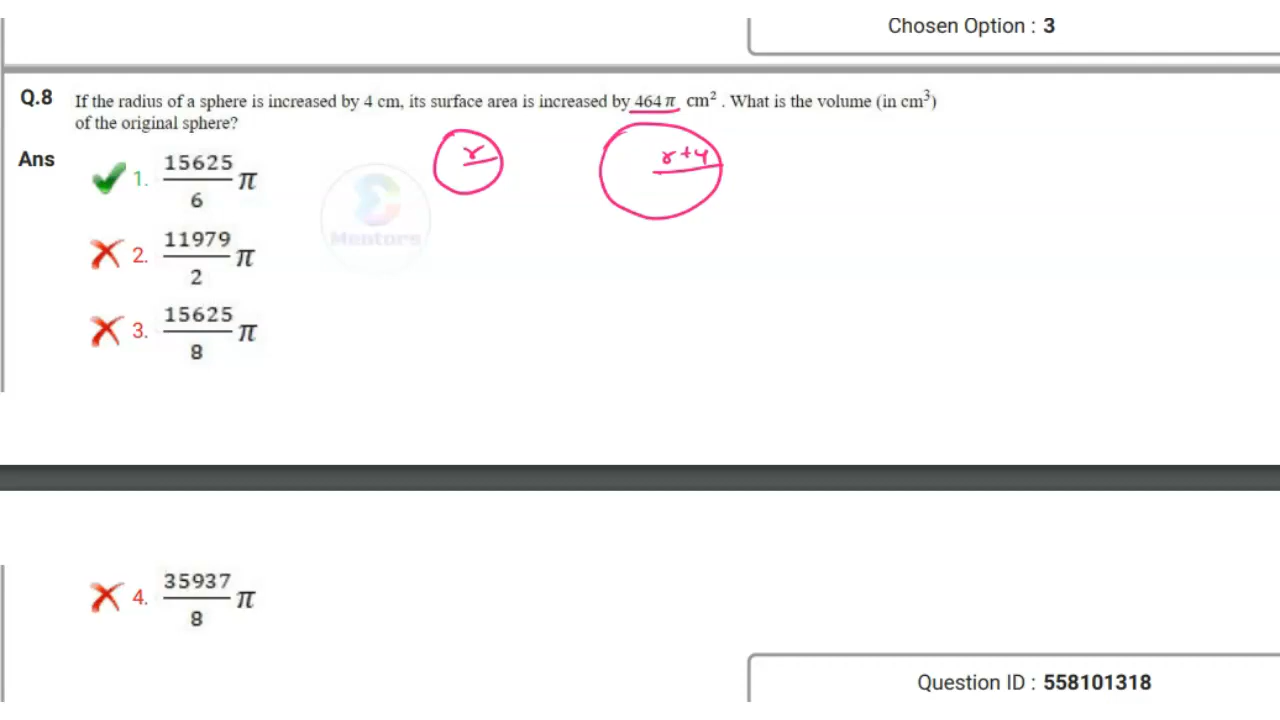 Chosen Option : 3
Q.8 If the radius of a sphere is increased by 4 cm, its surface area is increased by 464 π cm². What is the volume (in cm³)
of the original sphere?
r
r+4
Ans
1. 15625/6 π
Mentors
2. 11979/2 π
3. 15625/8 π
4. 35937/8 π
Question ID : 558101318